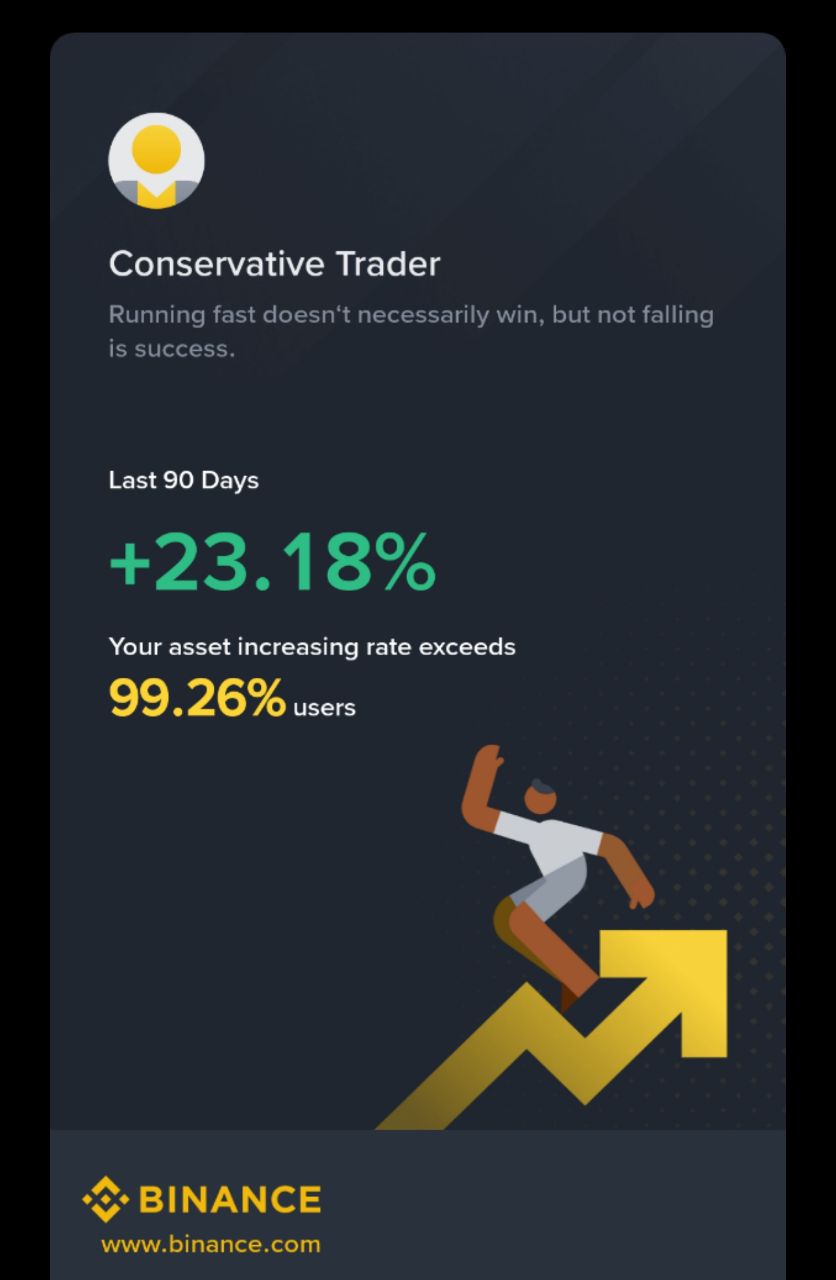 Conservative Trader
Running fast doesn‘t necessarily win, but not falling
is success.
Last 90 Days
+23.18%
Your asset increasing rate exceeds
99.26% users
BINANCE
www.binance.com